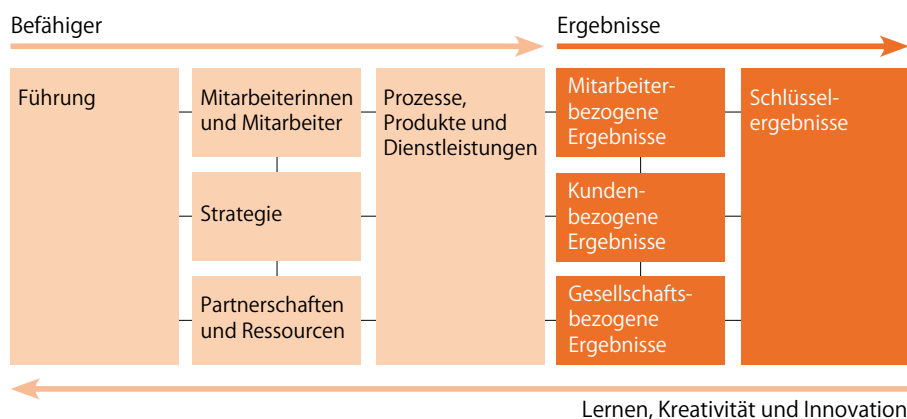 Befähiger
Ergebnisse
Führung
Mitarbeiterinnen
und Mitarbeiter
Strategie
Partnerschaften
und Ressourcen
Prozesse,
Produkte und
Dienstleistungen
Mitarbeiter-
bezogene
Ergebnisse
Kunden-
bezogene
Ergebnisse
Gesellschafts-
bezogene
Ergebnisse
Schlüssel-
ergebnisse
Lernen, Kreativität und Innovation